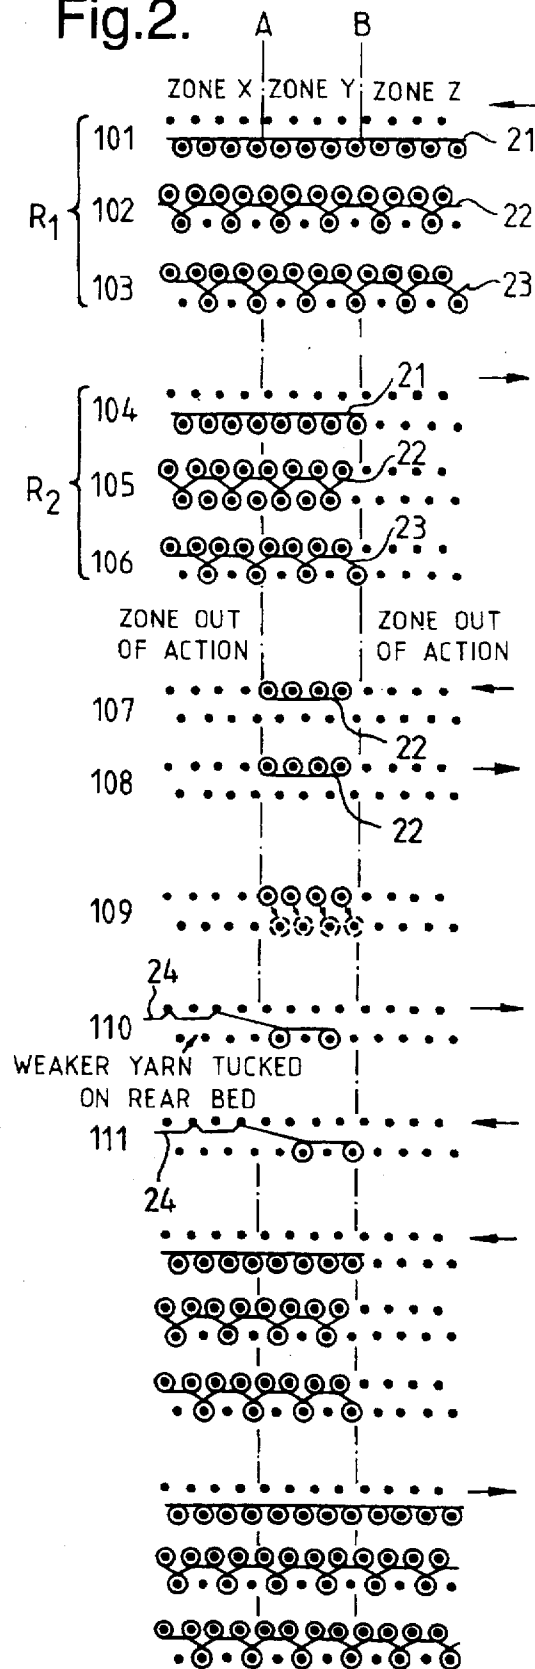 Fig.2.
A B
ZONE X ZONE Y ZONE Z
101 21
R1 102 22
103 23
104 21
R2 105 22
106 23
ZONE OUT OF ACTION
ZONE OUT OF ACTION
107 22
108 22
109
24
110
WEAKER YARN TUCKED
ON REAR BED
111
24